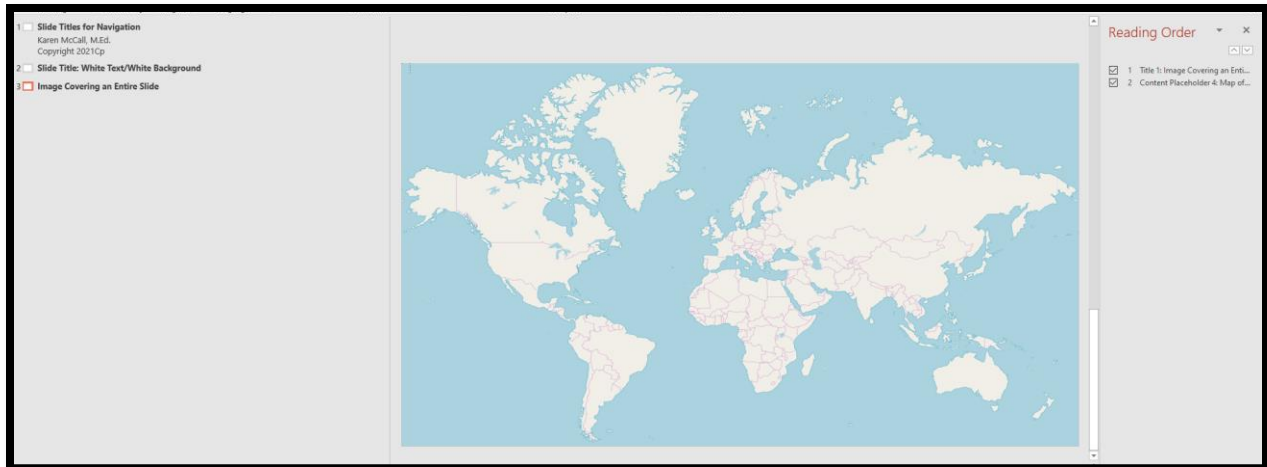 1 Slide Titles for Navigation
Karen McCall, M.Ed.
Copyright 2021Cp
2 Slide Title: White Text/White Background
3 Image Covering an Entire Slide
Reading Order
1 Title 1: Image Covering an Enti...
2 Content Placeholder 4: Map of...